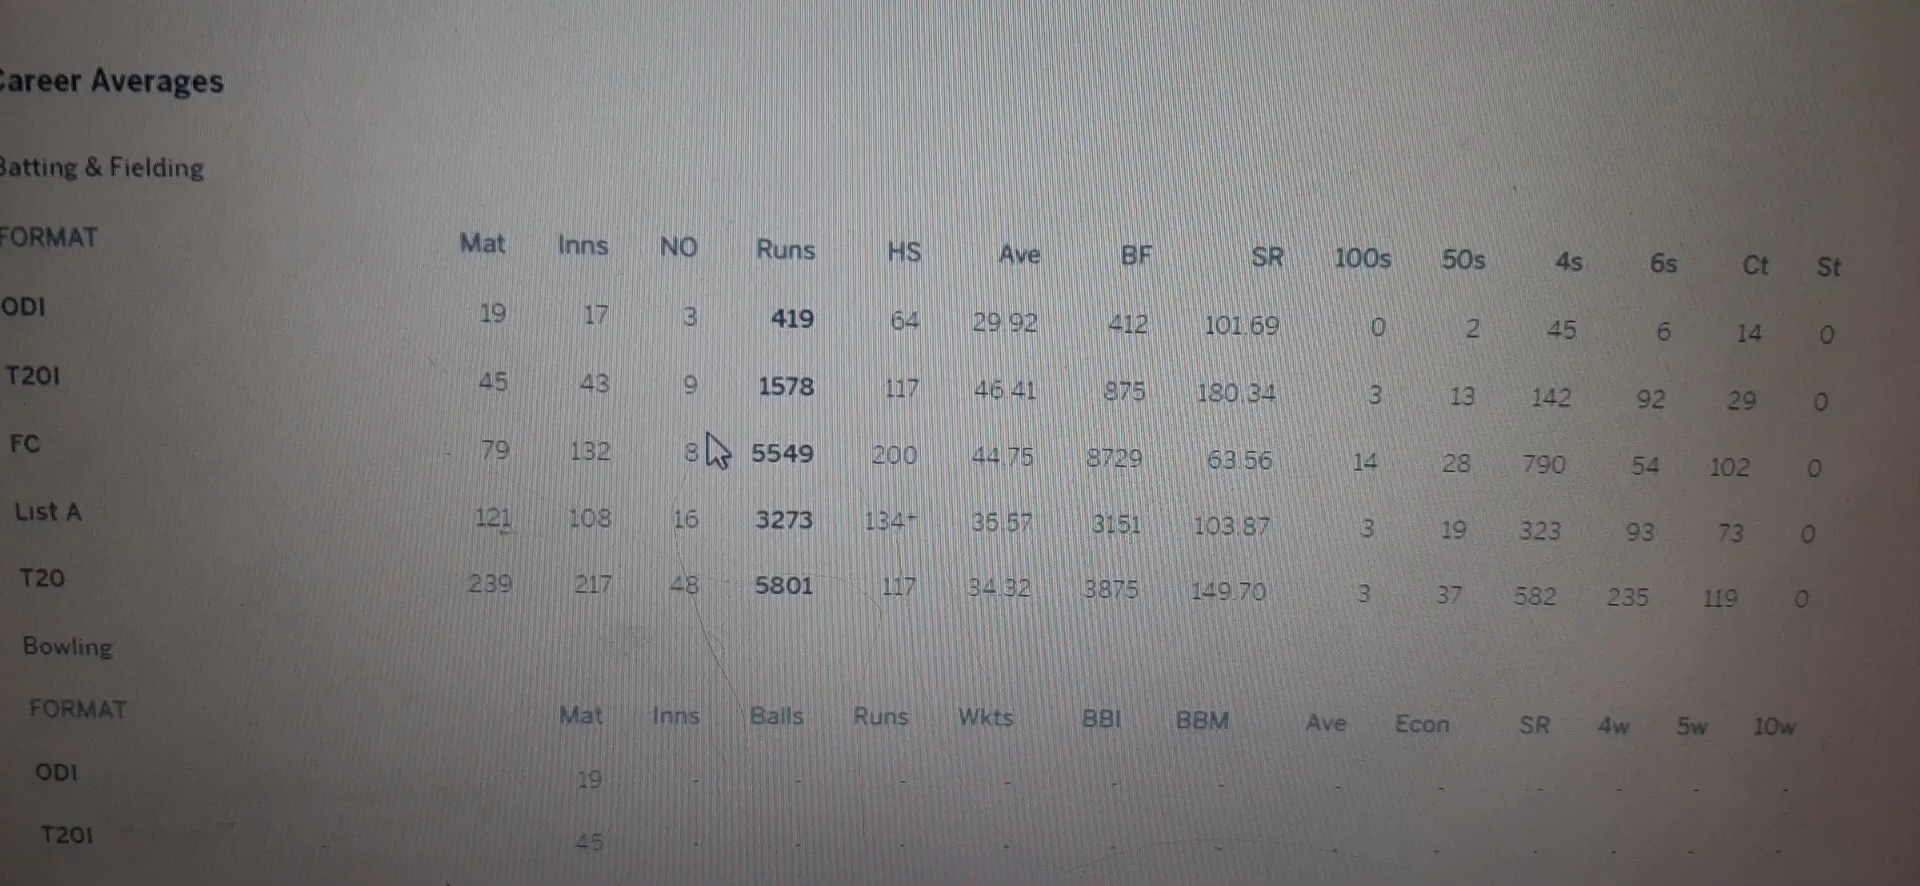 Career Averages
Batting & Fielding
FORMAT Mat Inns NO Runs HS Ave BF SR 100s 50s 4s 6s Ct St
ODI 19 17 3 419 64 29.92 412 101.69 0 2 45 6 14 0
T20I 45 43 9 1578 117 46.41 875 180.34 3 13 142 92 29 0
FC 79 132 8 5549 200 44.75 8729 63.56 14 28 790 54 102 0
List A 121 108 16 3273 134* 35.57 3151 103.87 3 19 323 93 73 0
T20 239 217 48 5801 117 34.32 3875 149.70 3 37 582 235 119 0
Bowling
FORMAT Mat Inns Balls Runs Wkts BBI BBM Ave Econ SR 4w 5w 10w
ODI 19 - - - - - - - - - - - -
T20I 45 - - - - - - - - - - - -